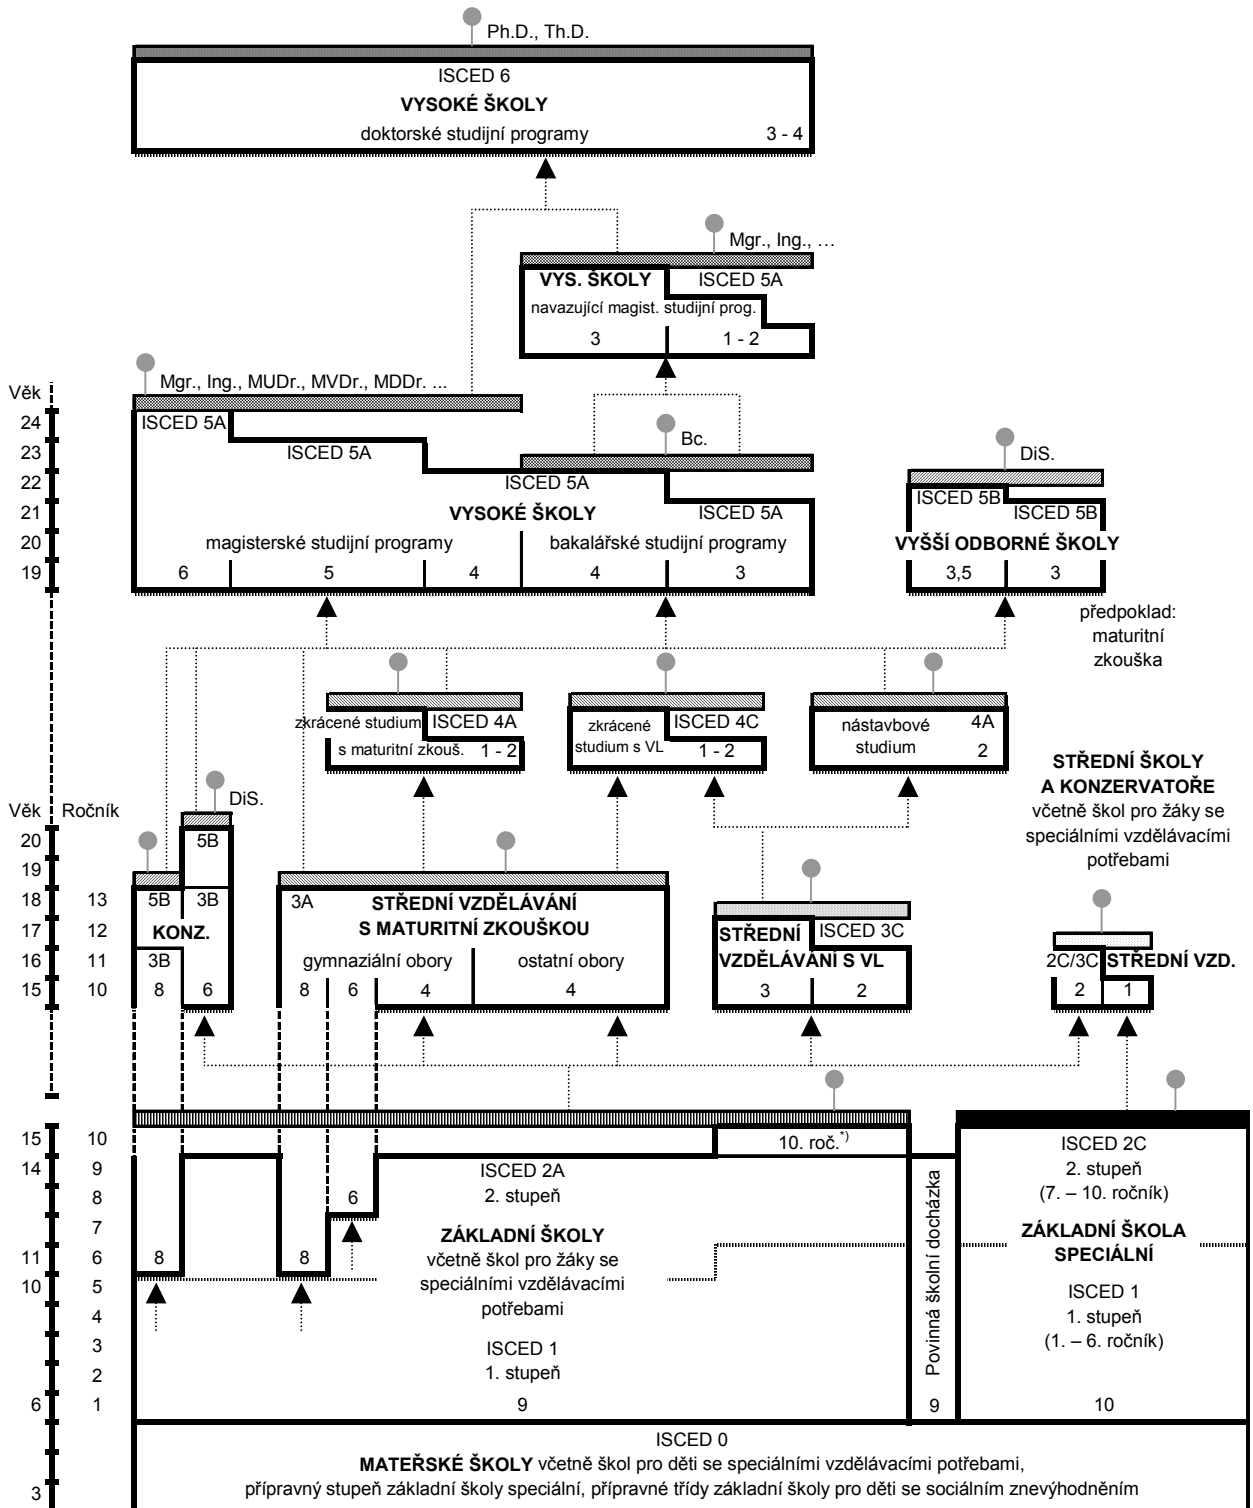 Ph.D., Th.D.
ISCED 6
VYSOKÉ ŠKOLY
doktorské studijní programy 3 - 4
Mgr., Ing., …
VYS. ŠKOLY ISCED 5A
navazující magist. studijní prog.
3 1 - 2
Mgr., Ing., MUDr., MVDr., MDDr. ...
Věk
24 ISCED 5A
23 ISCED 5A Bc. DiS.
22 ISCED 5A ISCED 5B
21 VYSOKÉ ŠKOLY ISCED 5A ISCED 5B
20 magisterské studijní programy bakalářské studijní programy VYŠŠÍ ODBORNÉ ŠKOLY
19 6 5 4 4 3 3,5 3
předpoklad:
maturitní
zkouška
zkrácené studium ISCED 4A
s maturitní zkouš. 1 - 2
zkrácené ISCED 4C
studium s VL 1 - 2
nástavbové 4A
studium 2
STŘEDNÍ ŠKOLY
A KONZERVATOŘE
včetně škol pro žáky se
speciálními vzdělávacími
potřebami
DiS.
Věk Ročník
20 5B
19
18 13 5B 3B 3A STŘEDNÍ VZDĚLÁVÁNÍ
17 12 KONZ. S MATURITNÍ ZKOUŠKOU STŘEDNÍ ISCED 3C
16 11 3B gymnaziální obory ostatní obory VZDĚLÁVÁNÍ S VL 2C/3C STŘEDNÍ VZD.
15 10 8 6 8 6 4 4 3 2 2 1
15 10 10. roč.*) ISCED 2C
14 9 ISCED 2A 2. stupeň
8 6 2. stupeň (7. – 10. ročník)
7 ZÁKLADNÍ ŠKOLY ZÁKLADNÍ ŠKOLA
11 6 8 8 včetně škol pro žáky se SPECIÁLNÍ
10 5 speciálními vzdělávacími ISCED 1
4 potřebami 1. stupeň
3 ISCED 1 (1. – 6. ročník)
2 1. stupeň
Povinná školní docházka
6 1 9 9 10
ISCED 0
MATEŘSKÉ ŠKOLY včetně škol pro děti se speciálními vzdělávacími potřebami,
3 přípravný stupeň základní školy speciální, přípravné třídy základní školy pro děti se sociálním znevýhodněním